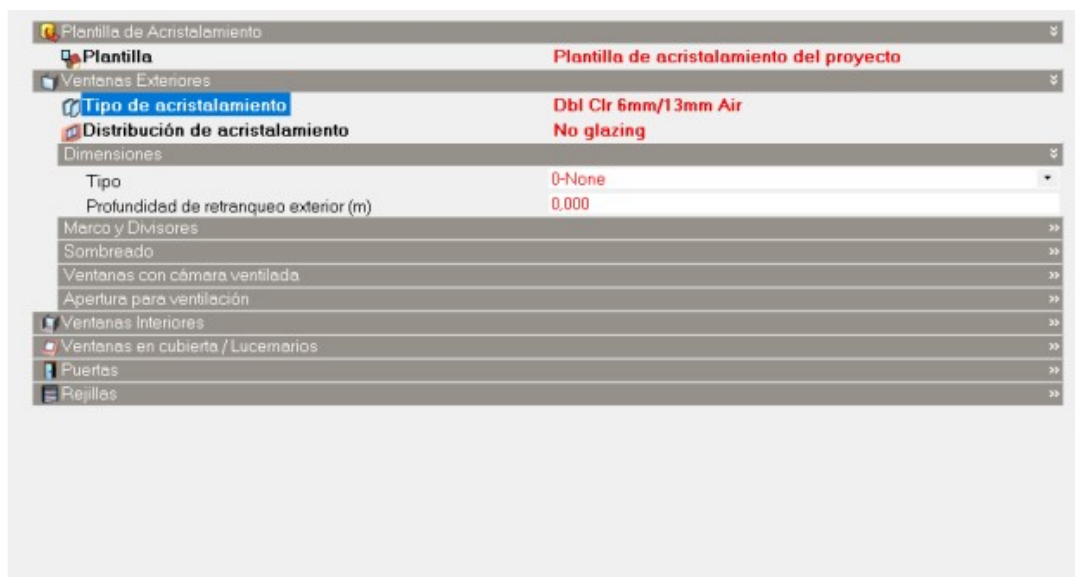 Plantilla de Acristalamiento
Plantilla Plantilla de acristalamiento del proyecto
Ventanas Exteriores
Tipo de acristalamiento Dbl Clr 6mm/13mm Air
Distribución de acristalamiento No glazing
Dimensiones
Tipo 0-None
Profundidad de retranqueo exterior (m) 0,000
Marco y Divisores
Sombreado
Ventanas con cámara ventilada
Apertura para ventilación
Ventanas Interiores
Ventanas en cubierta / Lucernarios
Puertas
Rejillas